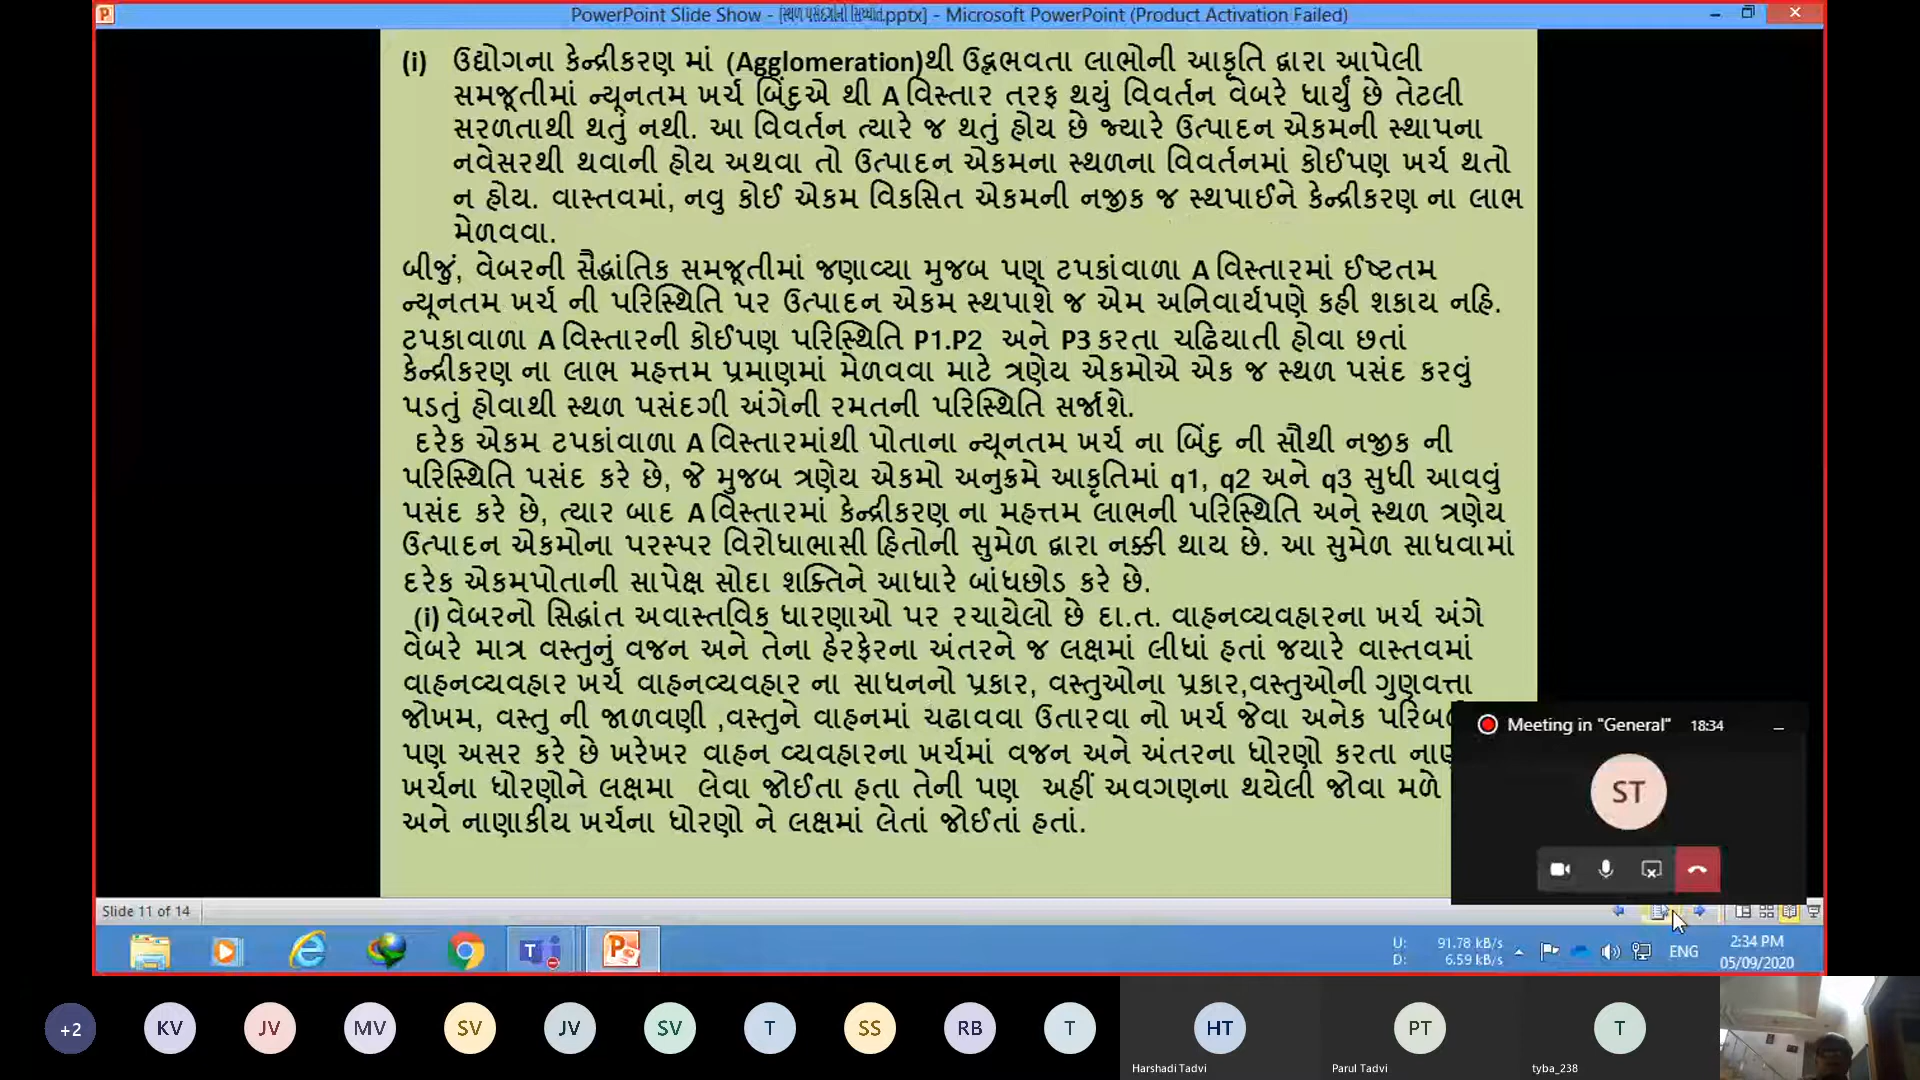 PowerPoint Slide Show - [સ્થળ પસંદગીનો સિધ્ધાંત.pptx] - Microsoft PowerPoint (Product Activation Failed)
(i) ઉદ્યોગના કેન્દ્રીકરણ માં (Agglomeration)થી ઉદ્ભભવતા લાભોની આકૃતિ દ્વારા આપેલી
સમજૂતીમાં ન્યૂનતમ ખર્ચ બિંદુએ થી A વિસ્તાર તરફ થયું વિવર્તન વેબરે ધાર્યું છે તેટલી
સરળતાથી થતું નથી. આ વિવર્તન ત્યારે જ થતું હોય છે જ્યારે ઉત્પાદન એકમની સ્થાપના
નવેસરથી થવાની હોય અથવા તો ઉત્પાદન એકમના સ્થળના વિવર્તનમાં કોઈપણ ખર્ચ થતો
ન હોય. વાસ્તવમાં, નવુ કોઈ એકમ વિકસિત એકમની નજીક જ સ્થપાઈને કેન્દ્રીકરણ ના લાભ
મેળવવા.
બીજું, વેબરની સૈદ્ધાંતિક સમજૂતીમાં જણાવ્યા મુજબ પણ ટપકાંવાળા A વિસ્તારમાં ઈષ્ટતમ
ન્યૂનતમ ખર્ચ ની પરિસ્થિતિ પર ઉત્પાદન એકમ સ્થપાશે જ એમ અનિવાર્યપણે કહી શકાય નહિ.
ટપકાવાળા A વિસ્તારની કોઈપણ પરિસ્થિતિ P1.P2 અને P3 કરતા ચઢિયાતી હોવા છતાં
કેન્દ્રીકરણ ના લાભ મહત્તમ પ્રમાણમાં મેળવવા માટે ત્રણેય એકમોએ એક જ સ્થળ પસંદ કરવું
પડતું હોવાથી સ્થળ પસંદગી અંગેની રમતની પરિસ્થિતિ સર્જાશે.
દરેક એકમ ટપકાંવાળા A વિસ્તારમાંથી પોતાના ન્યૂનતમ ખર્ચ ના બિંદુ ની સૌથી નજીક ની
પરિસ્થિતિ પસંદ કરે છે, જે મુજબ ત્રણેય એકમો અનુક્રમે આકૃતિમાં q1, q2 અને q3 સુધી આવવું
પસંદ કરે છે, ત્યાર બાદ A વિસ્તારમાં કેન્દ્રીકરણ ના મહત્તમ લાભની પરિસ્થિતિ અને સ્થળ ત્રણેય
ઉત્પાદન એકમોના પરસ્પર વિરોધાભાસી હિતોની સુમેળ દ્વારા નક્કી થાય છે. આ સુમેળ સાધવામાં
દરેક એકમપોતાની સાપેક્ષ સોદા શક્તિને આધારે બાંધછોડ કરે છે.
(i) વેબરનો સિદ્ધાંત અવાસ્તવિક ધારણાઓ પર રચાયેલો છે દા.ત. વાહનવ્યવહારના ખર્ચ અંગે
વેબરે માત્ર વસ્તુનું વજન અને તેના હેરફેરના અંતરને જ લક્ષમાં લીધાં હતાં જયારે વાસ્તવમાં
વાહનવ્યવહાર ખર્ચ વાહનવ્યવહાર ના સાધનનો પ્રકાર, વસ્તુઓના પ્રકાર,વસ્તુઓની ગુણવત્તા
જોખમ, વસ્તુ ની જાળવણી ,વસ્તુને વાહનમાં ચઢાવવા ઉતારવા નો ખર્ચ જેવા અનેક
પણ અસર કરે છે ખરેખર વાહન વ્યવહારના ખર્ચમાં વજન અને અંતરના ધોરણો કરતા
ખર્ચના ધોરણોને લક્ષમા લેવા જોઈતા હતા તેની પણ અહીં અવગણના થયેલી જોવા મળે
અને નાણાકીય ખર્ચના ધોરણો ને લક્ષમાં લેતાં જોઈતાં હતાં.
Meeting in "General" 18:34
ST
Slide 11 of 14
U: 91.78 kB/s
D: 6.59 kB/s
ENG
2:34 PM
05/09/2020
+2 KV JV MV SV JV SV T SS RB T HT PT T
Harshadi Tadvi Parul Tadvi tyba_238